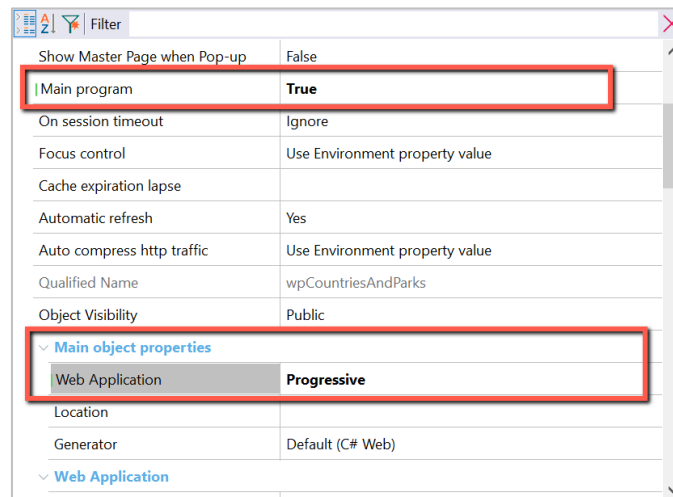 Filter
Show Master Page when Pop-up False
Main program True
On session timeout Ignore
Focus control Use Environment property value
Cache expiration lapse
Automatic refresh Yes
Auto compress http traffic Use Environment property value
Qualified Name wpCountriesAndParks
Object Visibility Public
Main object properties
Web Application Progressive
Location
Generator Default (C# Web)
Web Application